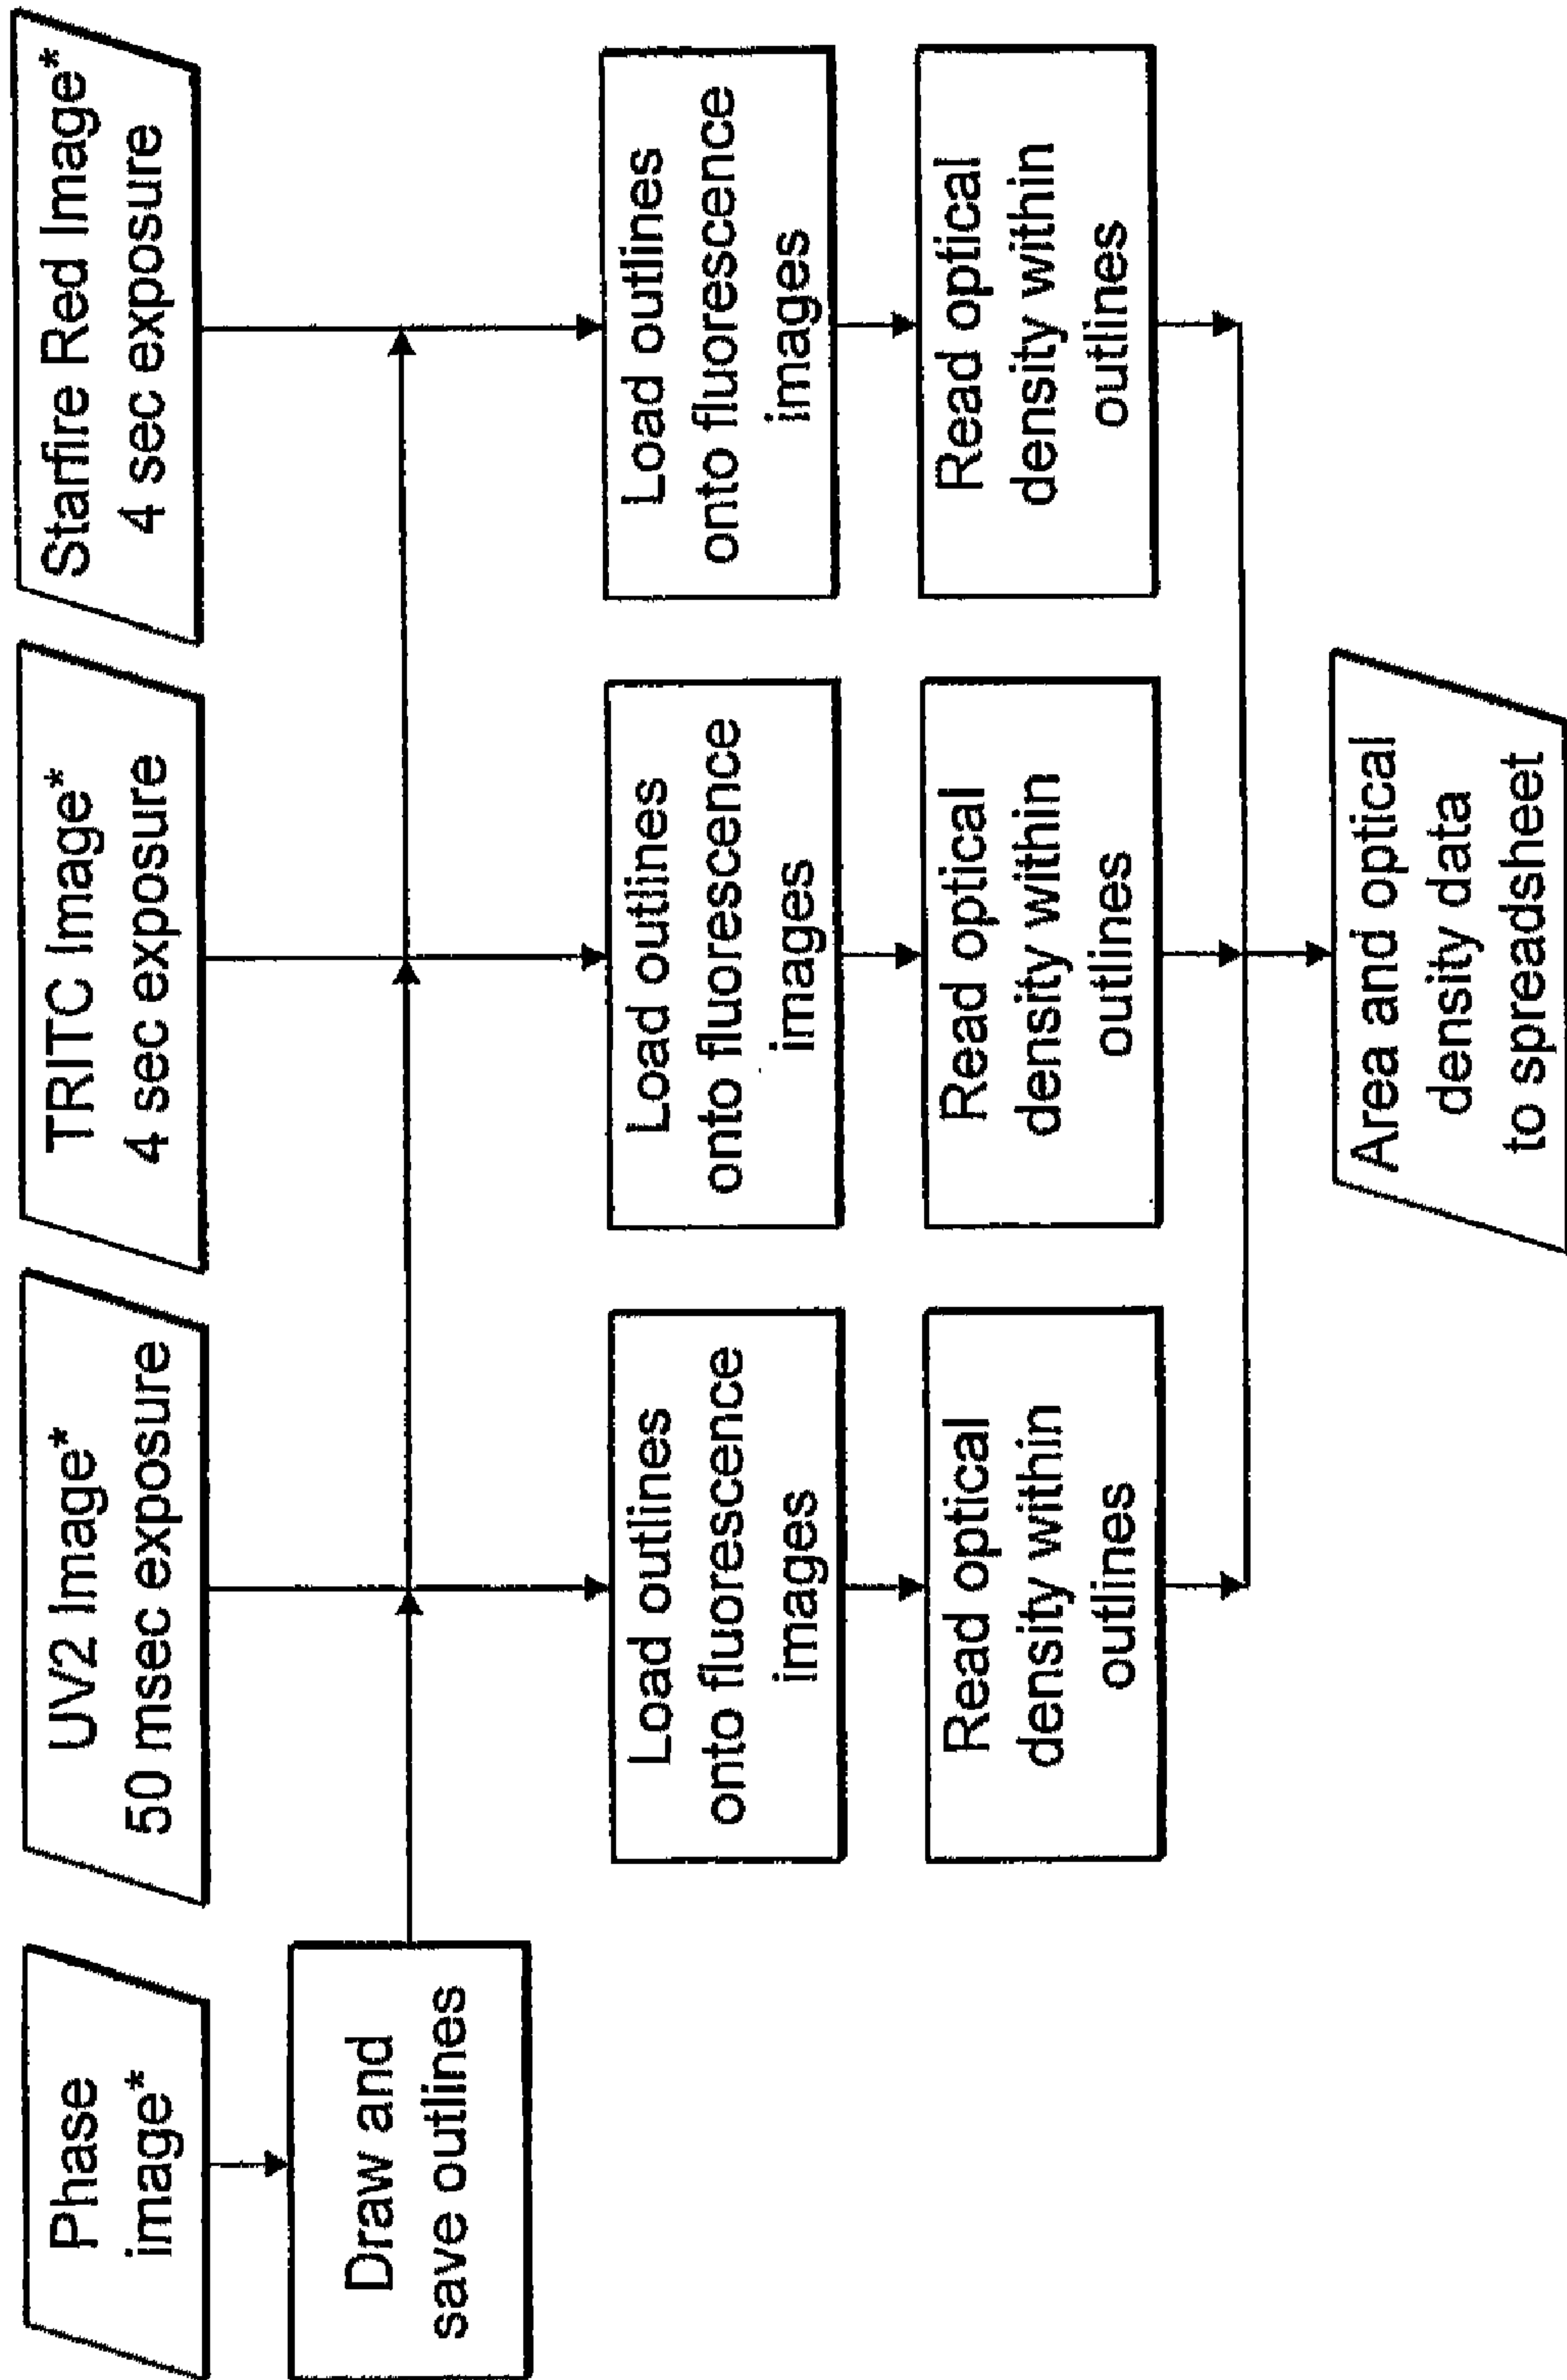 Phase
image*
UV2 Image*
50 msec exposure
TRITC Image*
4 sec exposure
Starfire Red Image*
4 sec exposure
Draw and
save outlines
Load outlines
onto fluorescence
images
Load outlines
onto fluorescence
images
Load outlines
onto fluorescence
images
Read optical
density within
outlines
Read optical
density within
outlines
Read optical
density within
outlines
Area and optical
density data
to spreadsheet